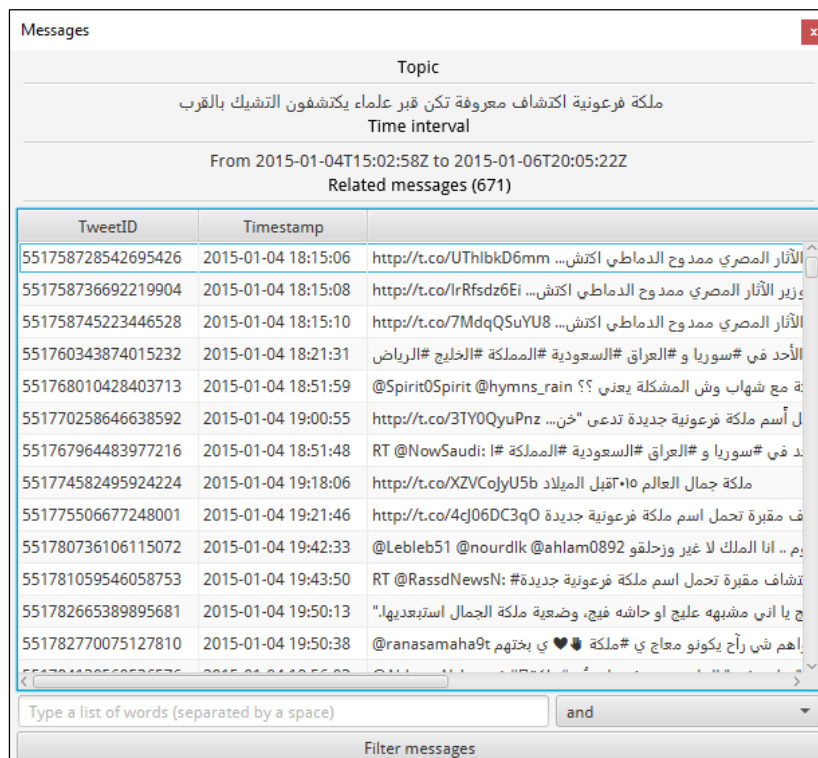 Messages
x
Topic
ملكة فرعونية اكتشاف معروفة تكن قبر علماء يكتشفون التشيك بالقرب
Time interval
From 2015-01-04T15:02:58Z to 2015-01-06T20:05:22Z
Related messages (671)
TweetID Timestamp
551758728542695426 2015-01-04 18:15:06 http://t.co/UThlbkD6mm ...الآثار المصري ممدوح الدماطي اكتش
551758736692219904 2015-01-04 18:15:08 http://t.co/lrRfsdz6Ei ...وزير الآثار المصري ممدوح الدماطي اكتش
551758745223446528 2015-01-04 18:15:10 http://t.co/7MdqQSuYU8 ...الآثار المصري ممدوح الدماطي اكتش
551760343874015232 2015-01-04 18:21:31 الأحد في #سوريا و #العراق #السعودية #المملكة #الخليج #الرياض
551768010428403713 2015-01-04 18:51:59 @Spirit0Spirit @hymns_rain ة مع شهاب وش المشكلة يعني ؟؟
551770258646638592 2015-01-04 19:00:55 http://t.co/3TY0QyuPnz ...ل أسم ملكة فرعونية جديدة تدعى "خن
551767964483977216 2015-01-04 18:51:48 RT @NowSaudi: د في #سوريا و #العراق #السعودية #المملكة #ا
551774582495924224 2015-01-04 19:18:06 http://t.co/XZVCoJyU5b ملكة جمال العالم ٢٠١٥قبل الميلاد
551775506677248001 2015-01-04 19:21:46 http://t.co/4cJ06DC3qO ف مقبرة تحمل اسم ملكة فرعونية جديدة
551780736106115072 2015-01-04 19:42:33 @Lebleb51 @nourdlk @ahlam0892 وم .. انا الملك لا غير وزحلقو
551781059546058753 2015-01-04 19:43:50 RT @RassdNewsN: #تشاف مقبرة تحمل اسم ملكة فرعونية جديدة
551782665389895681 2015-01-04 19:50:13 ج يا اني مشبهه عليج او حاشه فيج، وضعية ملكة الجمال استبعديها."
551782770075127810 2015-01-04 19:50:38 @ranasamaha9t واهم شي رآح يكونو معاج ي #ملكة 🖐♥ ي بختهم
Type a list of words (separated by a space) and
Filter messages